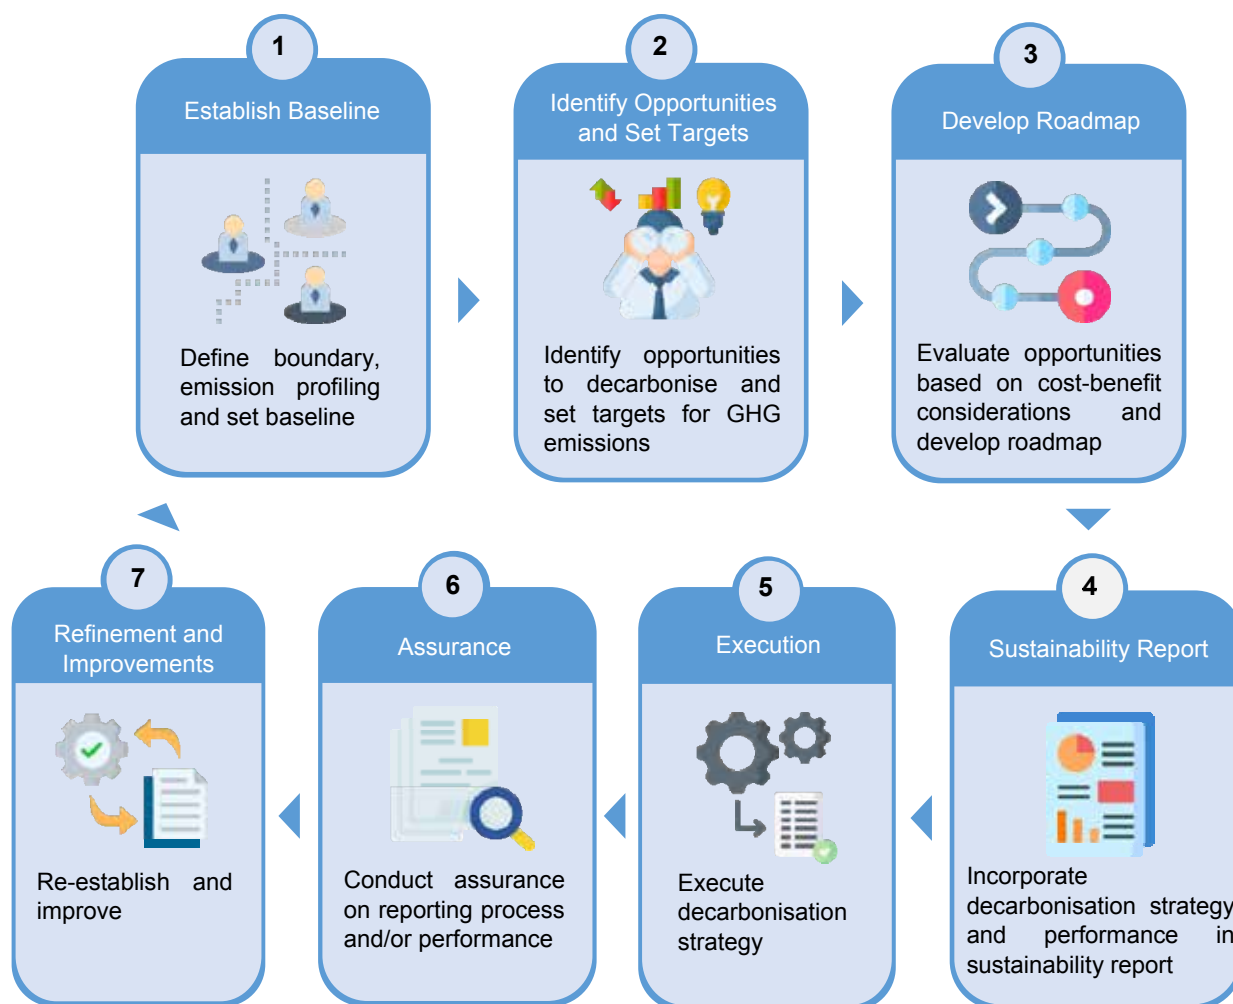 1
Establish Baseline
Define boundary,
emission profiling
and set baseline
2
Identify Opportunities
and Set Targets
Identify opportunities
to decarbonise and
set targets for GHG
emissions
3
Develop Roadmap
Evaluate opportunities
based on cost-benefit
considerations and
develop roadmap
4
Sustainability Report
Incorporate
decarbonisation strategy
and performance in
sustainability report
5
Execution
Execute
decarbonisation
strategy
6
Assurance
Conduct assurance
on reporting process
and/or performance
7
Refinement and
Improvements
Re-establish and
improve